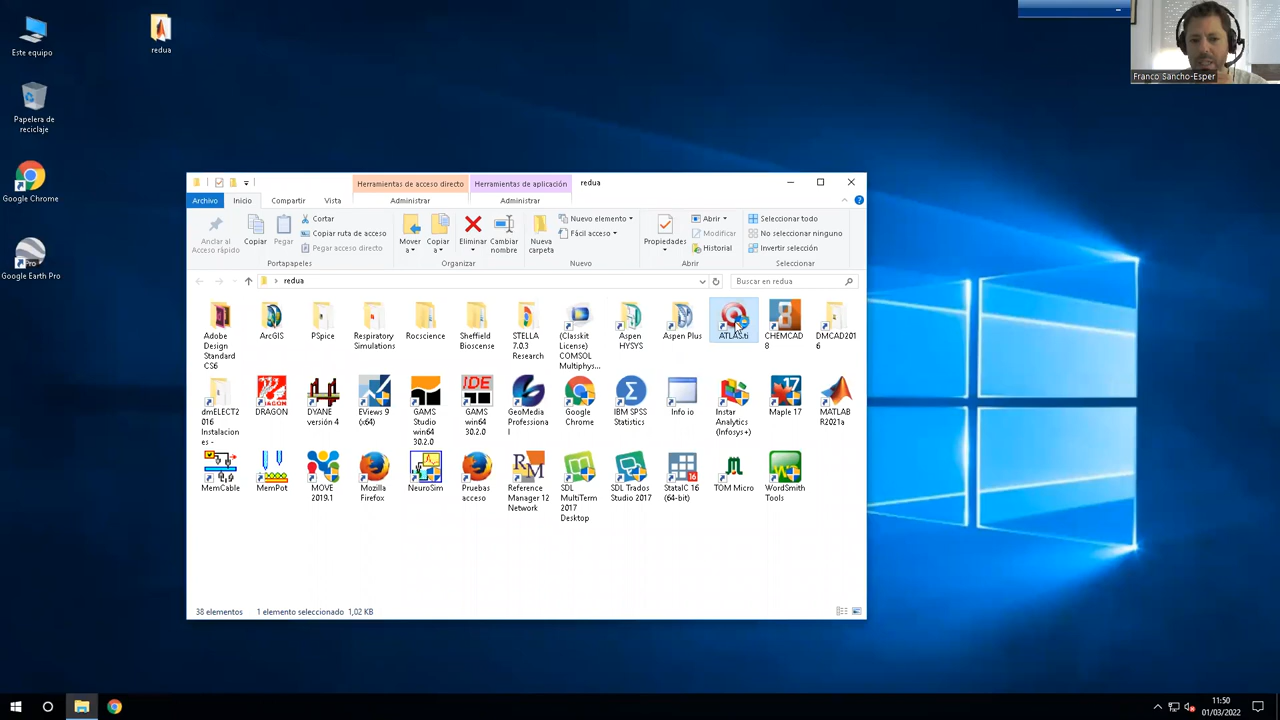 Este equipo
redua
Papelera de
reciclaje
Google Chrome
Pro
Google Earth Pro
Franco Sancho-Esper
Herramientas de acceso directo
Herramientas de aplicación
redua
Archivo
Inicio
Compartir
Vista
Administrar
Administrar
Anclar al
Acceso rápido
Copiar
Pegar
Cortar
Copiar ruta de acceso
Pegar acceso directo
Mover
a
Copiar
a
Eliminar
Cambiar
nombre
Nueva
carpeta
Nuevo elemento
Fácil acceso
Propiedades
Abrir
Modificar
Historial
Seleccionar todo
No seleccionar ninguno
Invertir selección
Portapapeles
Organizar
Nuevo
Abrir
Seleccionar
redua
Buscar en redua
Adobe
Design
Standard
CS6
ArcGIS
PSpice
Respiratory
Simulations
Rocscience
Sheffield
Bioscense
STELLA
7.0.3
Research
(Classkit
License)
COMSOL
Multiphys...
Aspen
HYSYS
Aspen Plus
ATLAS.ti
CHEMCAD
8
DMCAD201
6
dmELECT2
016
Instalacion
es -
DRAGON
DYANE
versión 4
EViews 9
(x64)
GAMS
Studio
win64
30.2.0
IDE
GAMS
win64
30.2.0
GeoMedia
Professiona
l
Google
Chrome
IBM SPSS
Statistics
Info io
Instar
Analytics
(Infosys+)
17
Maple 17
MATLAB
R2021a
MemCable
MemPot
MOVE
2019.1
Mozilla
Firefox
NeuroSim
Pruebas
acceso
RM
Reference
Manager 12
Network
SDL
MultiTerm
2017
Desktop
SDL Trados
Studio 2017
16
StataIC 16
(64-bit)
TOM Micro
WordSmith
Tools
38 elementos
1 elemento seleccionado 1,02 KB
11:50
01/03/2022